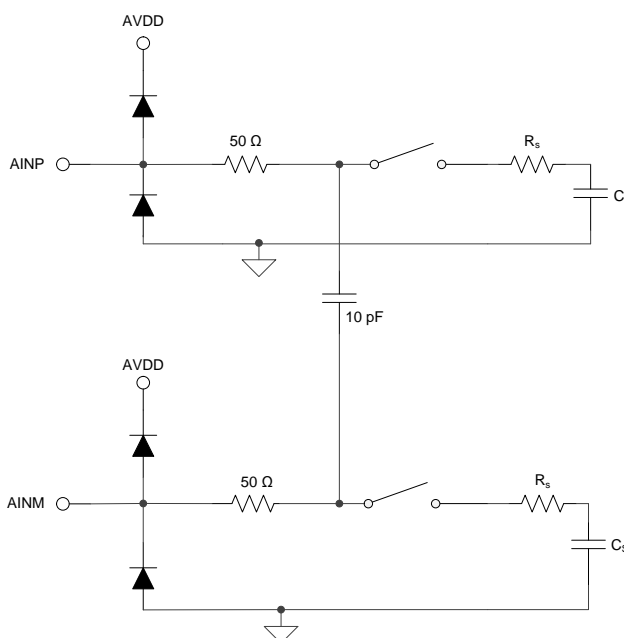 AVDD
50 Ω
Rs
AINP
C
10 pF
AVDD
50 Ω
Rs
AINM
Cs